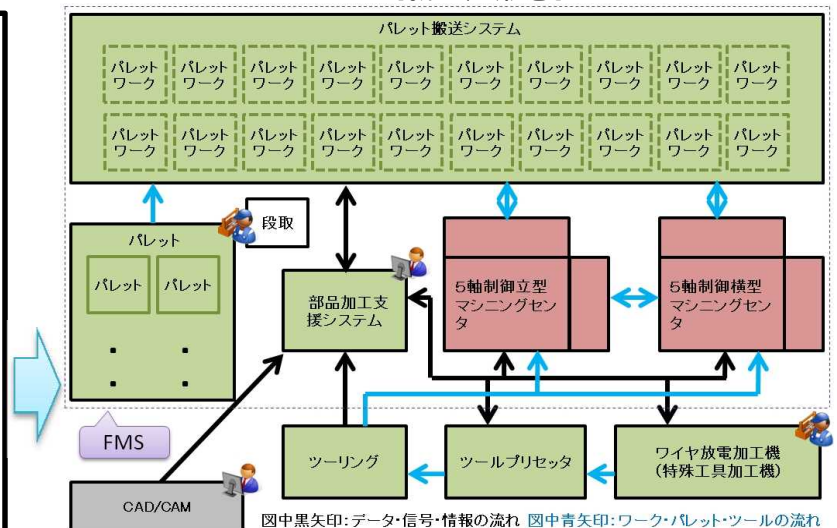 パレット搬送システム
パレット パレット パレット パレット パレット パレット パレット パレット パレット パレット
ワーク ワーク ワーク ワーク ワーク ワーク ワーク ワーク ワーク ワーク
パレット パレット パレット パレット パレット パレット パレット パレット パレット パレット
ワーク ワーク ワーク ワーク ワーク ワーク ワーク ワーク ワーク ワーク
段取
パレット
パレット パレット
部品加工支
援システム
5軸制御立型
マシニングセン
タ
5軸制御横型
マシニングセン
タ
FMS
ツーリング
ツールプリセッタ
ワイヤ放電加工機
(特殊工具加工機)
CAD/CAM
図中黒矢印:データ・信号・情報の流れ 図中青矢印:ワーク・パレット・ツールの流れ